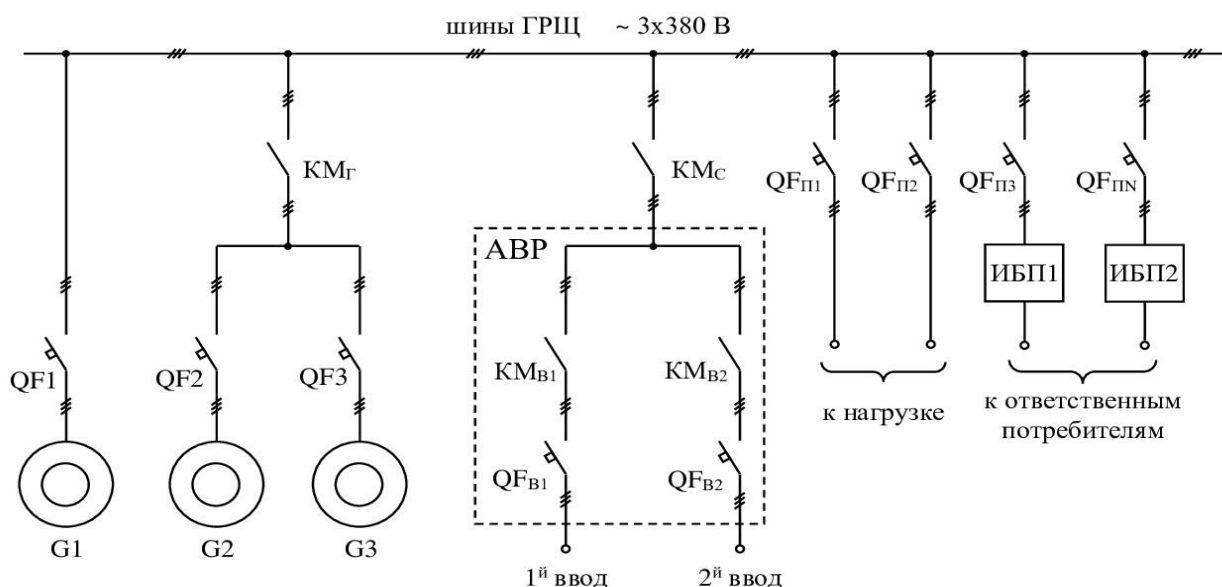 шины ГРЩ ~ 3х380 В
КМГ
КМС
QFП1
QFП2
QFП3
QFПN
АВР
ИБП1
ИБП2
QF1
QF2
QF3
КМВ1
КМВ2
к нагрузке
к ответственным
потребителям
QFВ1
QFВ2
G1
G2
G3
1й ввод
2й ввод